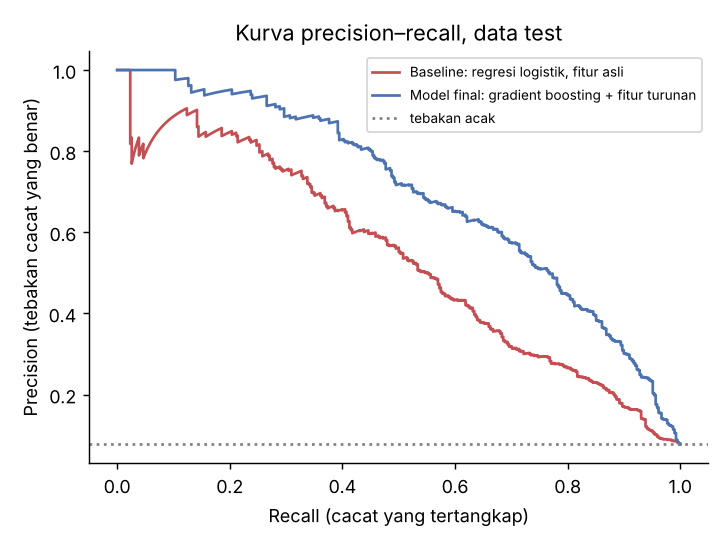 Kurva precision–recall, data test
Baseline: regresi logistik, fitur asli
Model final: gradient boosting + fitur turunan
tebakan acak
Precision (tebakan cacat yang benar)
1.0
0.8
0.6
0.4
0.2
0.0 0.2 0.4 0.6 0.8 1.0
Recall (cacat yang tertangkap)